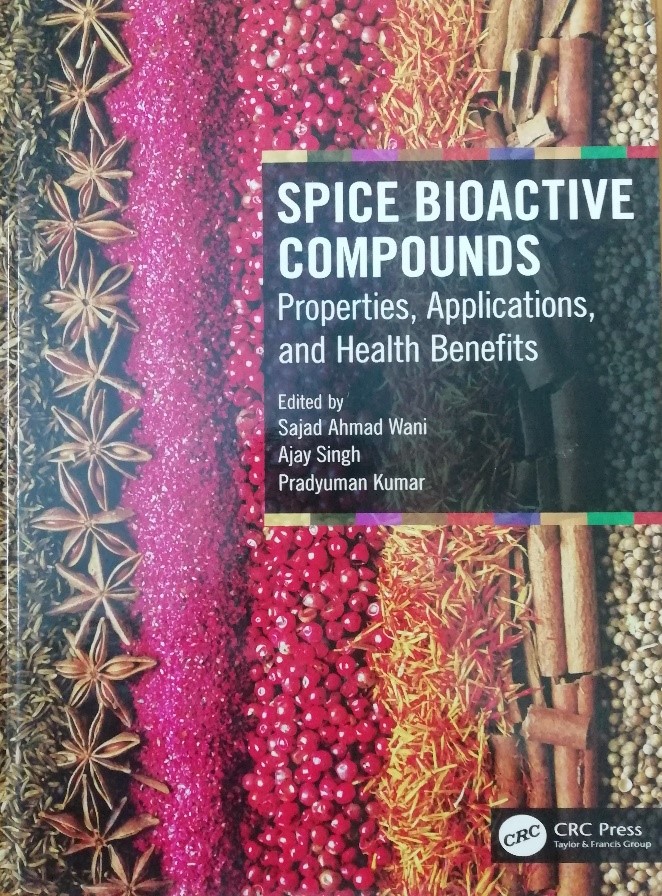 SPICE BIOACTIVE
COMPOUNDS
Properties, Applications,
and Health Benefits
Edited by
Sajad Ahmad Wani
Ajay Singh
Pradyuman Kumar
CRC
CRC Press
Taylor & Francis Group